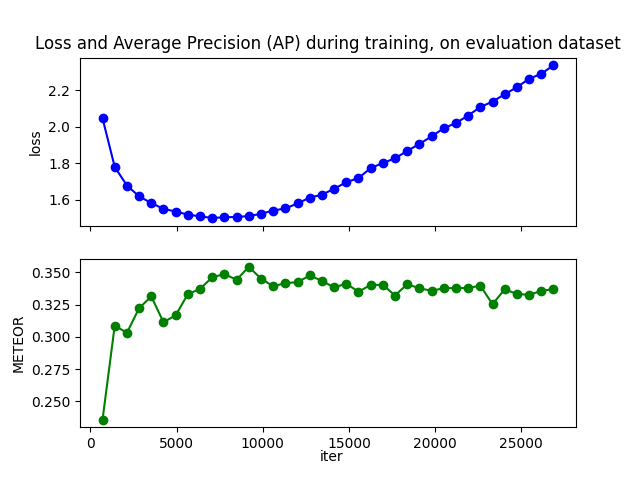 Loss and Average Precision (AP) during training, on evaluation dataset
2.2
2.0
1.8
1.6
loss
0.350
0.325
0.300
0.275
0.250
METEOR
0 5000 10000 15000 20000 25000
iter